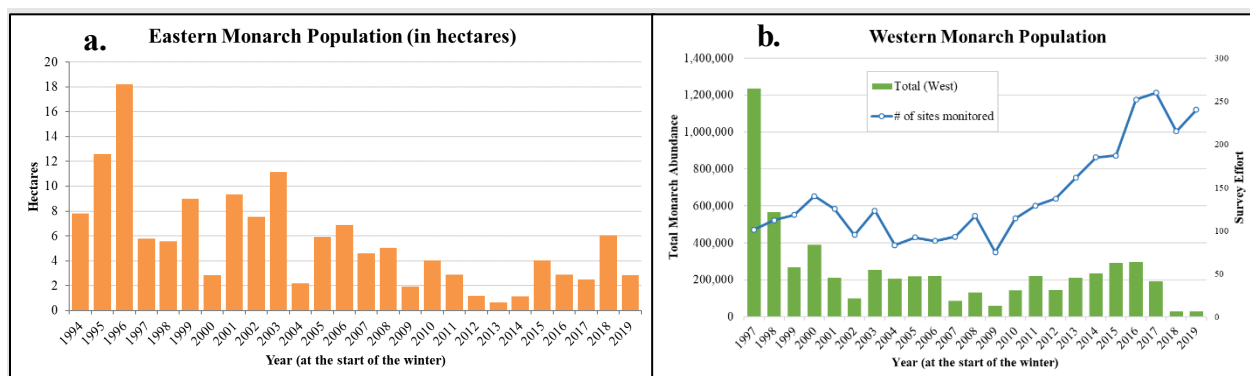 a.
Eastern Monarch Population (in hectares)
20
18
16
14
12
10
8
6
4
2
0
Hectares
1994 1995 1996 1997 1998 1999 2000 2001 2002 2003 2004 2005 2006 2007 2008 2009 2010 2011 2012 2013 2014 2015 2016 2017 2018 2019
Year (at the start of the winter)
b.
Western Monarch Population
1,400,000
1,200,000
1,000,000
800,000
600,000
400,000
200,000
0
Total Monarch Abundance
Total (West)
# of sites monitored
300
250
200
150
100
50
0
Survey Effort
1997 1998 1999 2000 2001 2002 2003 2004 2005 2006 2007 2008 2009 2010 2011 2012 2013 2014 2015 2016 2017 2018 2019
Year (at the start of the winter)